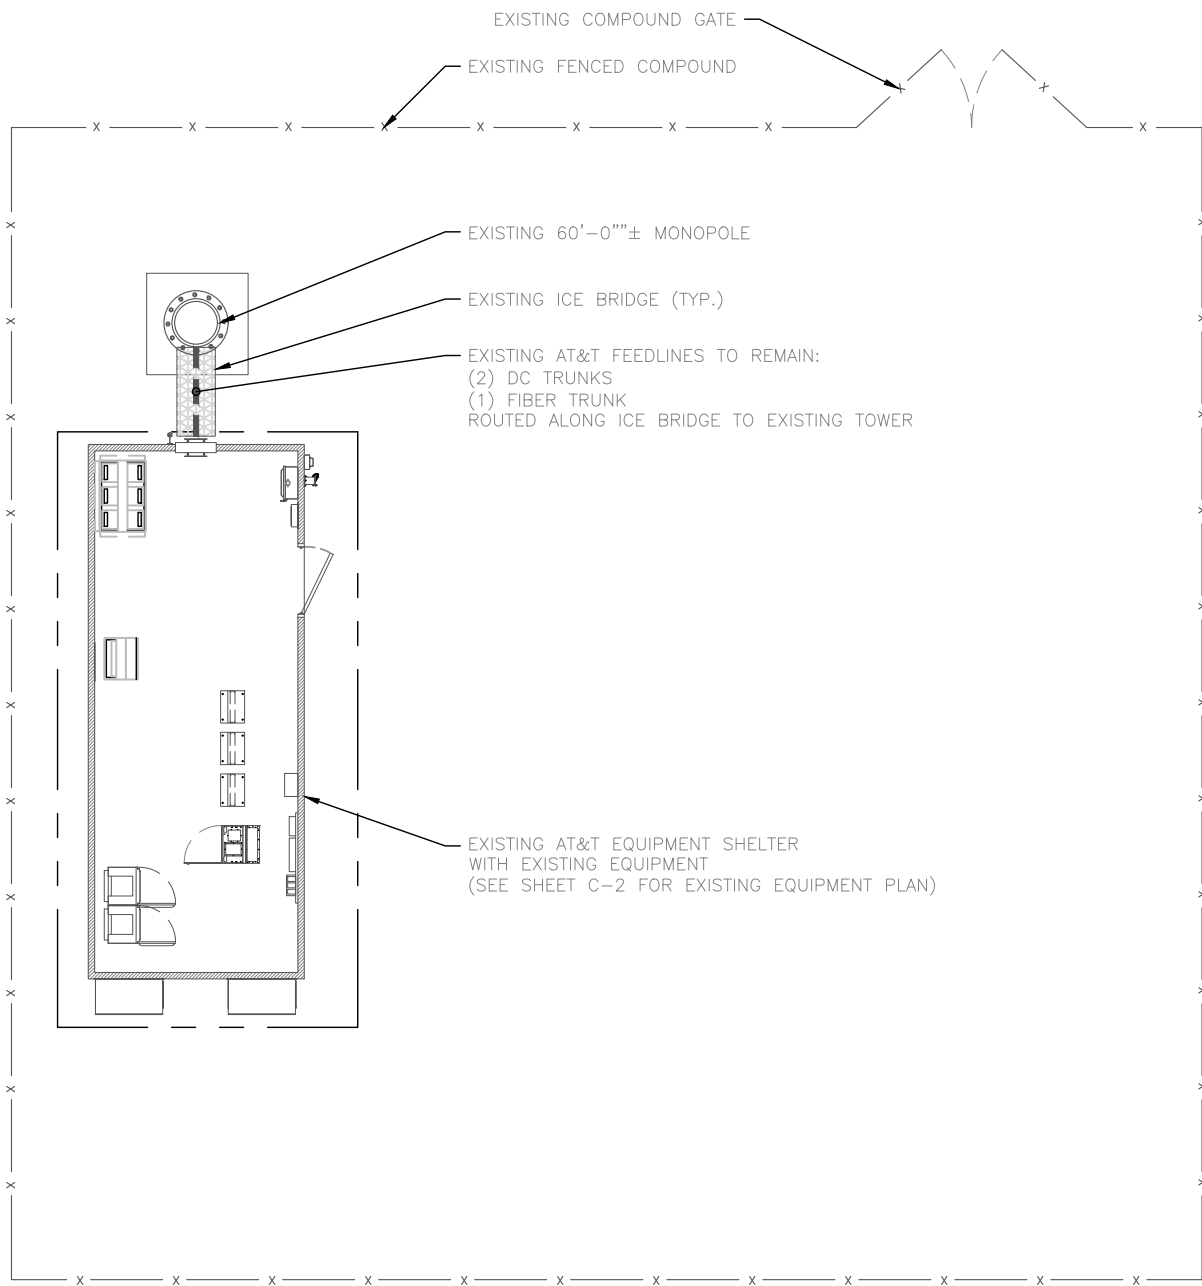 EXISTING COMPOUND GATE
EXISTING FENCED COMPOUND
EXISTING 60'-0""± MONOPOLE
EXISTING ICE BRIDGE (TYP.)
EXISTING AT&T FEEDLINES TO REMAIN:
(2) DC TRUNKS
(1) FIBER TRUNK
ROUTED ALONG ICE BRIDGE TO EXISTING TOWER
EXISTING AT&T EQUIPMENT SHELTER
WITH EXISTING EQUIPMENT
(SEE SHEET C-2 FOR EXISTING EQUIPMENT PLAN)